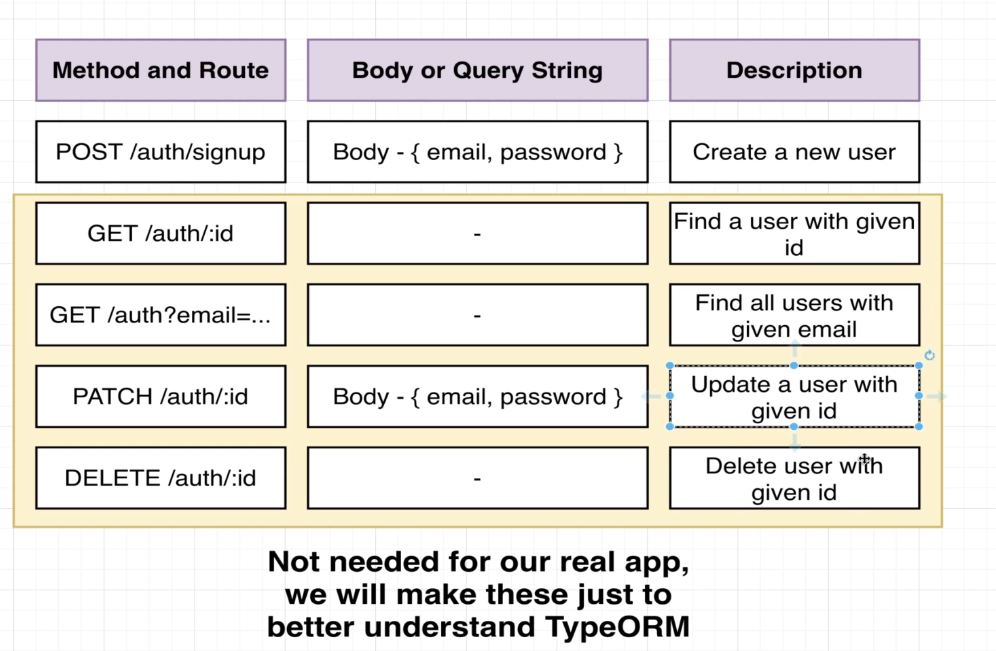 Method and Route
Body or Query String
Description
POST /auth/signup
Body - { email, password }
Create a new user
GET /auth/:id
-
Find a user with given
id
GET /auth?email=...
-
Find all users with
given email
PATCH /auth/:id
Body - { email, password }
Update a user with
given id
DELETE /auth/:id
-
Delete user with
given id
Not needed for our real app,
we will make these just to
better understand TypeORM